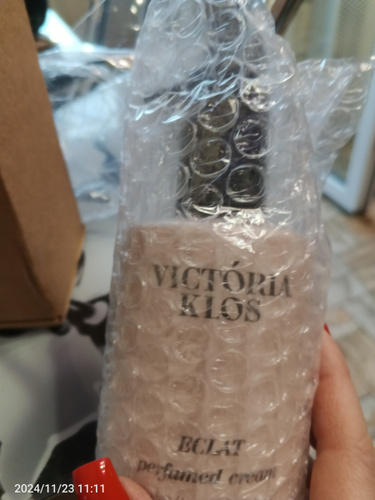 VICTÓRIA
KLOS
ECLAT
perfumed cream
2024/11/23 11:11